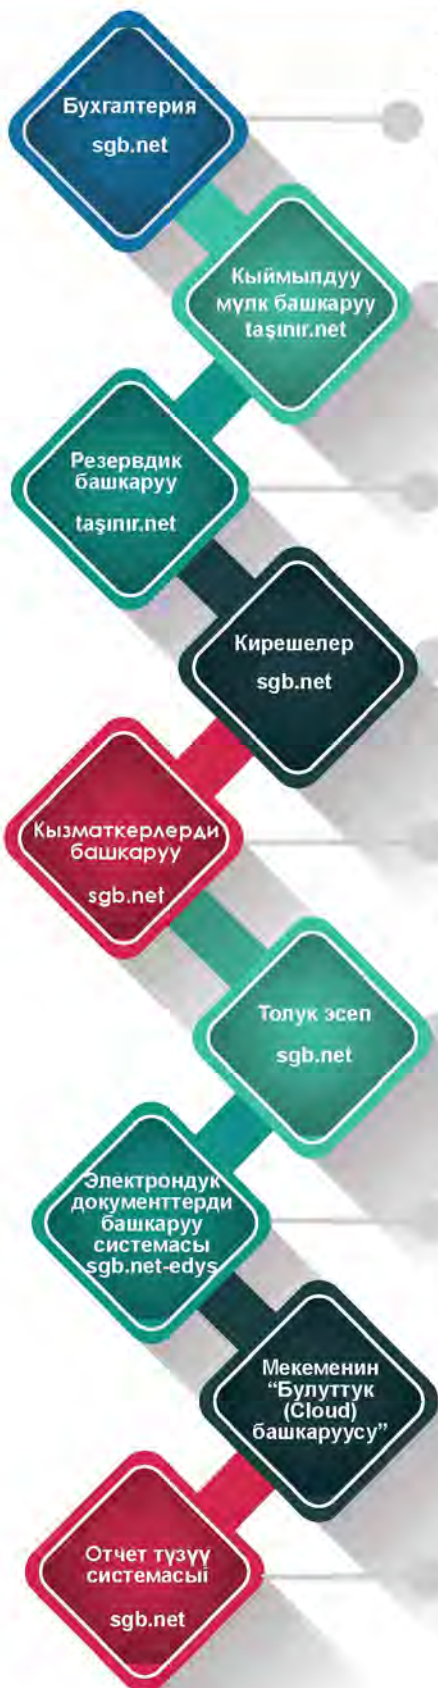 Бухгалтерия
sgb.net
Кыймылдуу
мүлк башкаруу
taşınır.net
Резервдик
башкаруу
taşınır.net
Кирешелер
sgb.net
Кызматкерлерди
башкаруу
sgb.net
Толук эсеп
sgb.net
Электрондук
документтерди
башкаруу
системасы
sgb.net-edys
Мекеменин
“Булуттук
(Cloud)
башкаруусу”
Отчет түзүү
системасыі
sgb.net